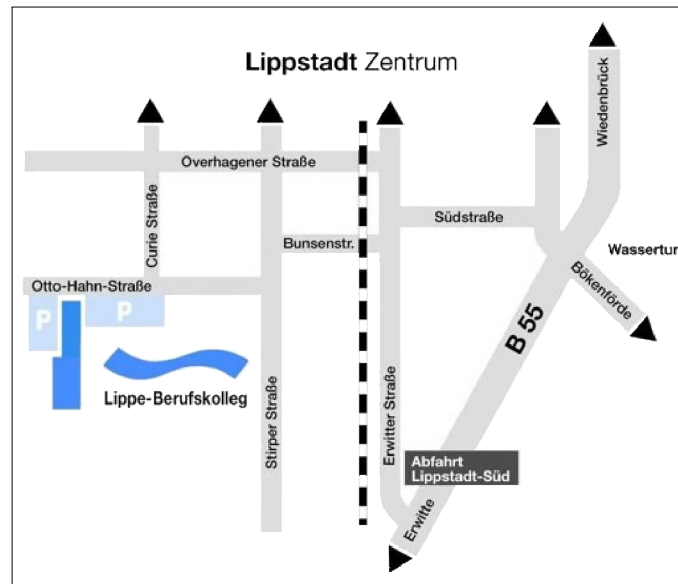 Lippstadt Zentrum
Wiedenbrück
Overhagener Straße
Curie Straße
Südstraße
Bunsenstr.
Wassertur
Bökenförde
Otto-Hahn-Straße
P
P
B 55
Lippe-Berufskolleg
Stirper Straße
Erwitter Straße
Abfahrt
Lippstadt-Süd
Erwitte